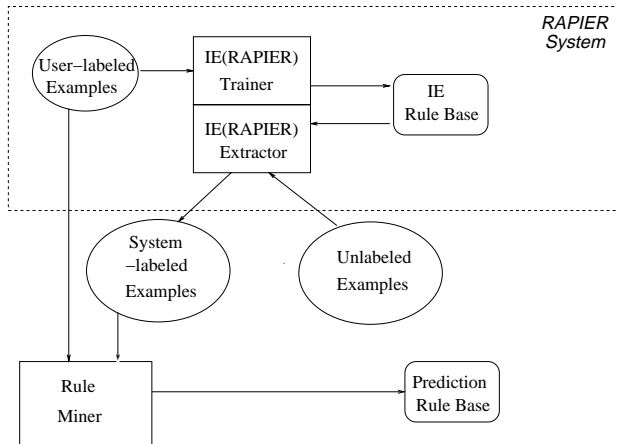 RAPIER
System
User–labeled
Examples
IE(RAPIER)
Trainer
IE
Rule Base
IE(RAPIER)
Extractor
System
–labeled
Examples
Unlabeled
Examples
Rule
Miner
Prediction
Rule Base